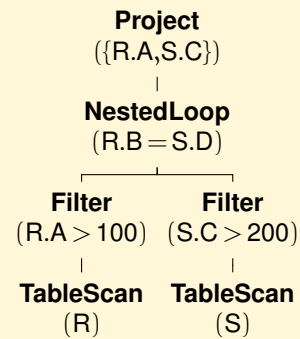 Project
({R.A,S.C})
NestedLoop
(R.B = S.D)
Filter Filter
(R.A > 100) (S.C > 200)
TableScan TableScan
(R) (S)